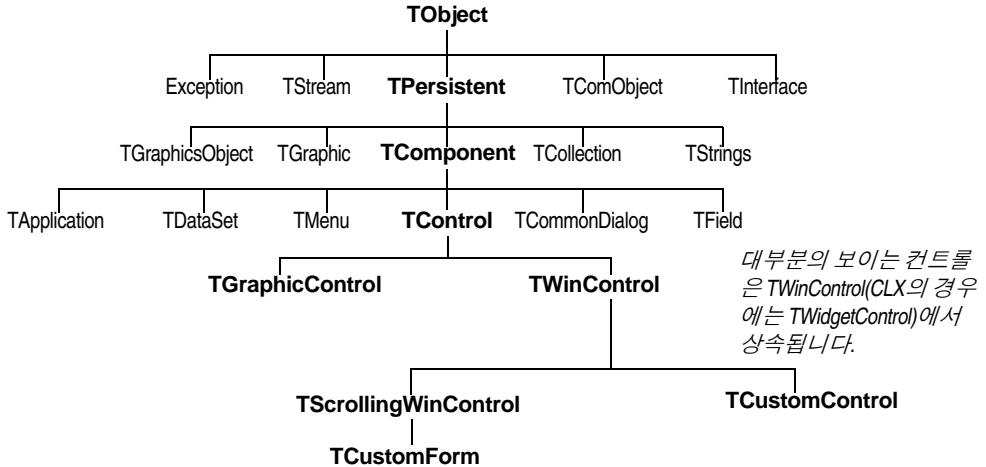 TObject
Exception TStream TPersistent TComObject TInterface
TGraphicsObject TGraphic TComponent TCollection TStrings
TApplication TDataSet TMenu TControl TCommonDialog TField
TGraphicControl TWinControl
대부분의 보이는 컨트롤
은 TWinControl(CLX의 경우
에는 TWidgetControl)에서
상속됩니다.
TScrollingWinControl TCustomControl
TCustomForm